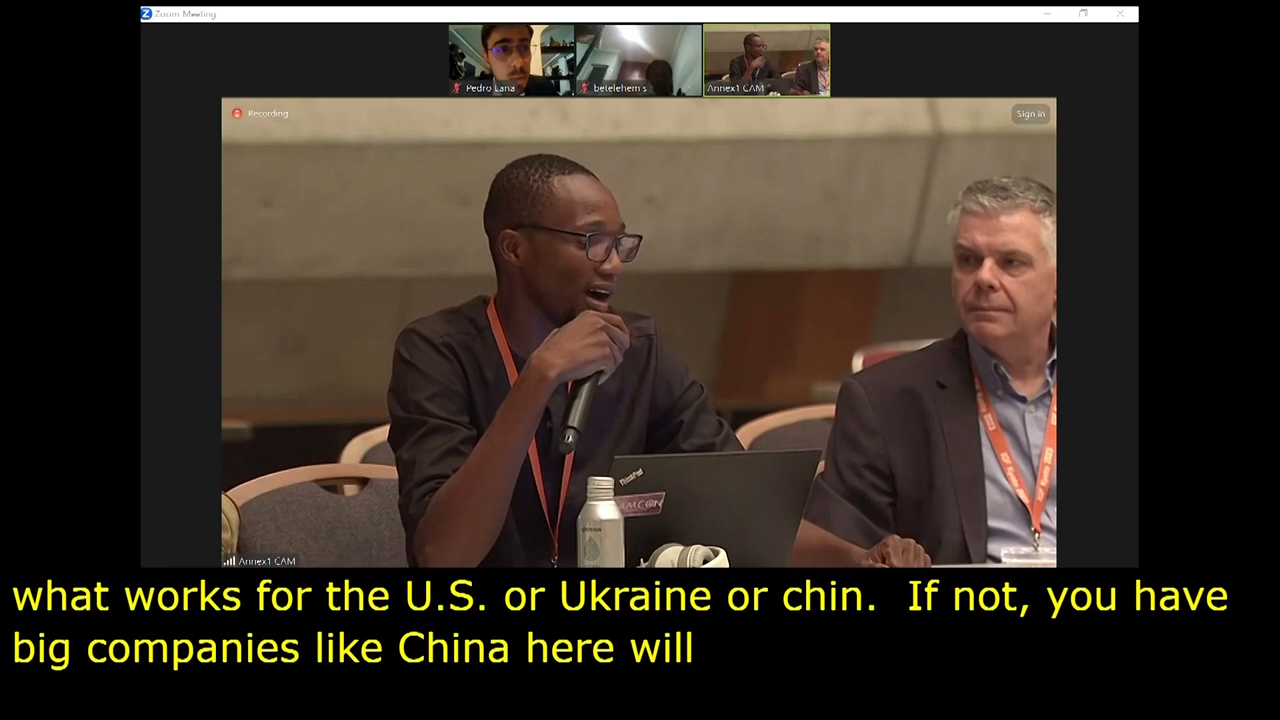 Zoom Meeting
Pedro Lana
betelehem s
Annex1 CAM
Recording
Sign in
ThinkPad
Annex1 CAM
what works for the U.S. or Ukraine or chin.  If not, you have
big companies like China here will